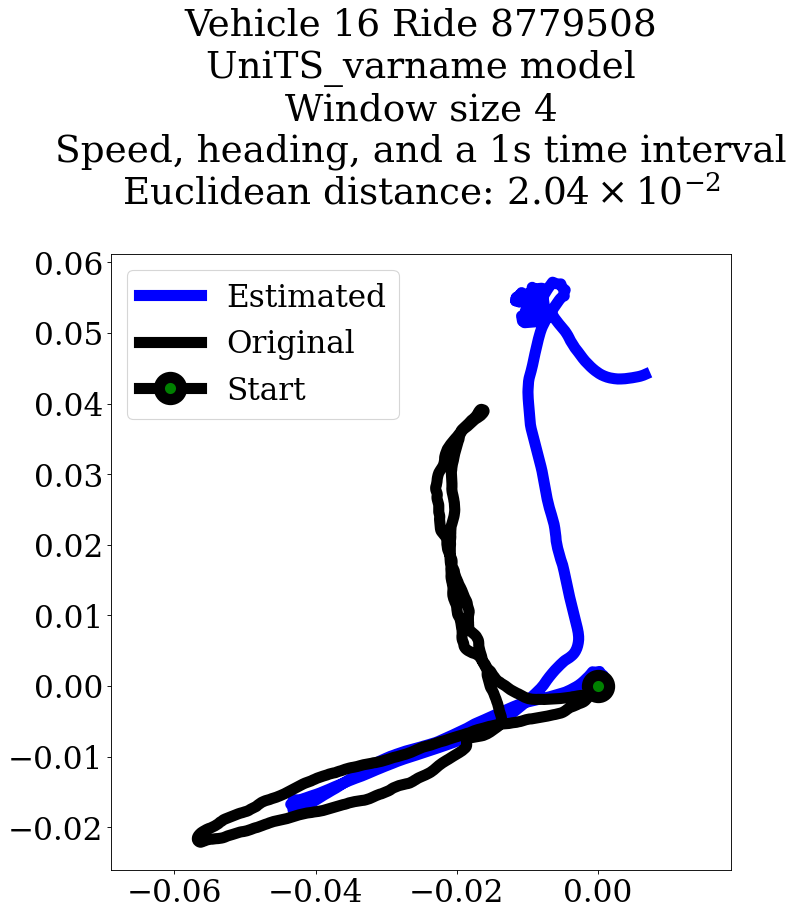 Vehicle 16 Ride 8779508
UniTS_varname model
Window size 4
Speed, heading, and a 1s time interval
Euclidean distance: 2.04 × 10⁻²
0.06
0.05
0.04
0.03
0.02
0.01
0.00
−0.01
−0.02
Estimated
Original
Start
−0.06 −0.04 −0.02 0.00